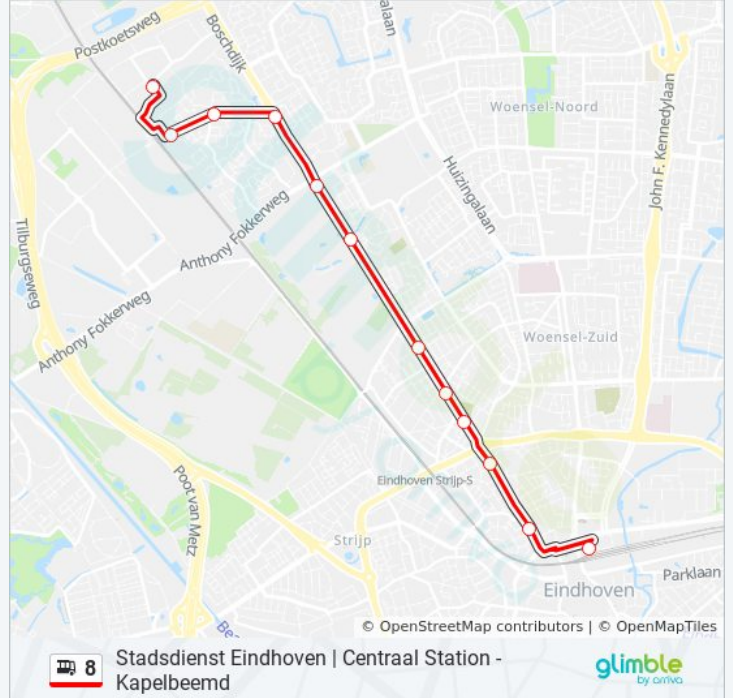 Postkoetsweg
Boschdijk
alaan
Woensel-Noord
John F. Kennedylaan
Huizingalaan
Anthony Fokkerweg
Tilburgseweg
Anthony Fokkerweg
Woensel-Zuid
Eindhoven Strijp-S
Poot van Metz
Strijp
Parklaan
Eindhoven
Bea
© OpenStreetMap contributors | © OpenMapTiles
8
Stadsdienst Eindhoven | Centraal Station -
Kapelbeemd
glimble
by arriva